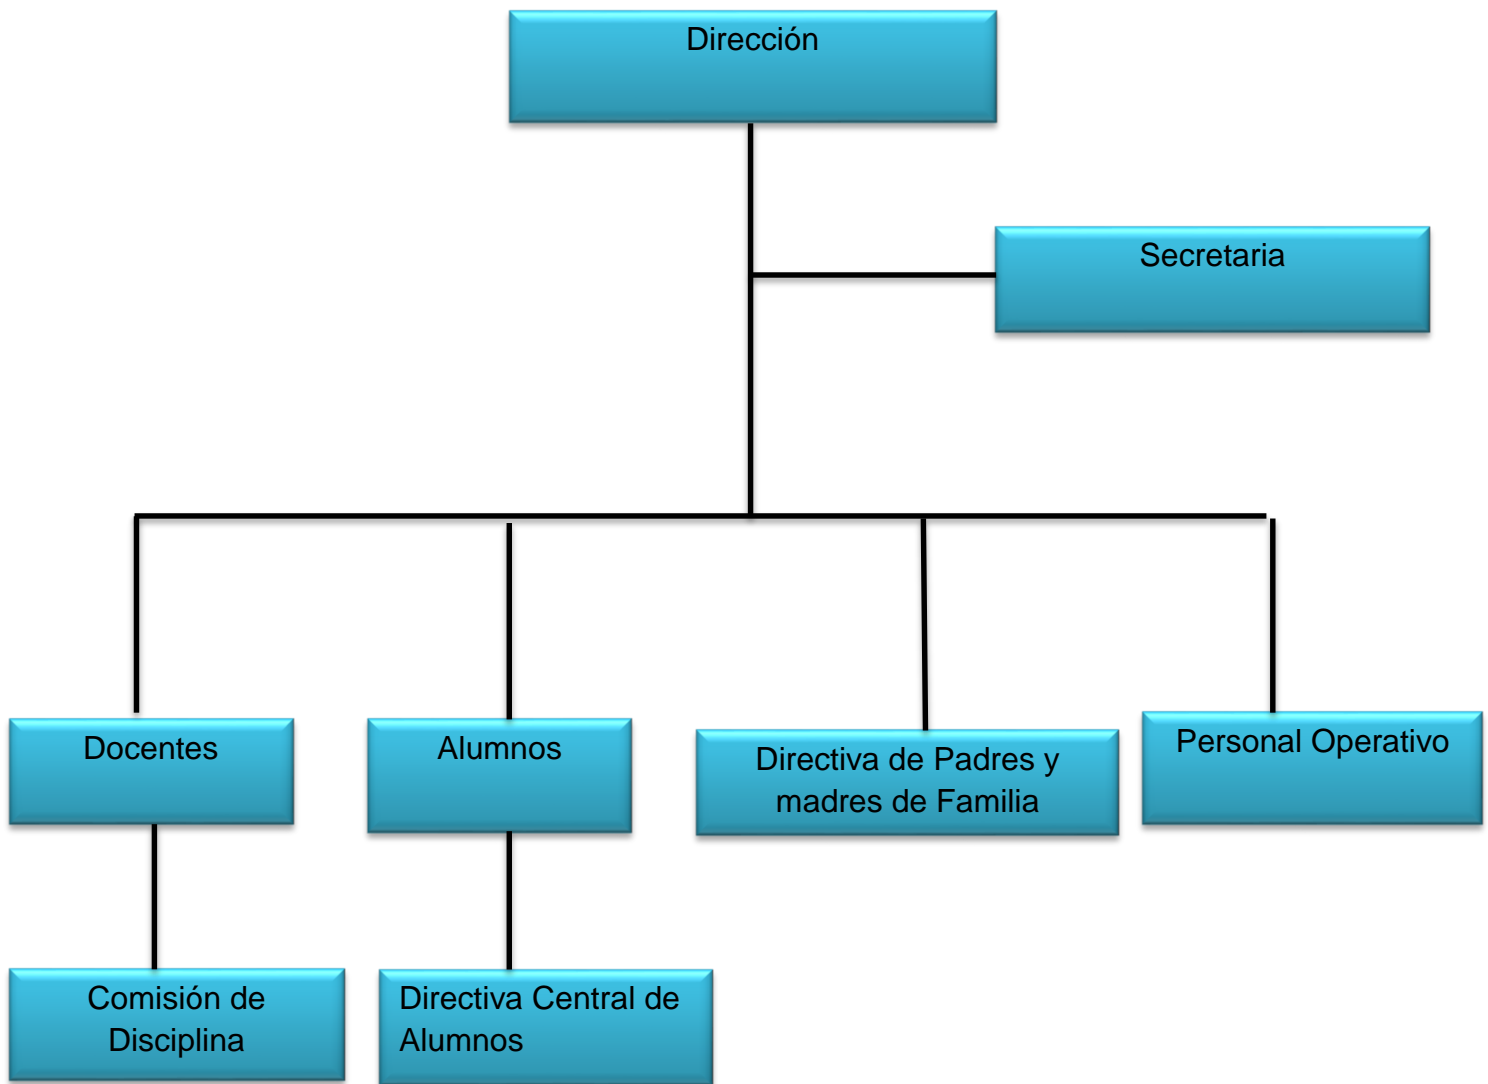 Dirección
Secretaria
Docentes
Alumnos
Directiva de Padres y
madres de Familia
Personal Operativo
Comisión de
Disciplina
Directiva Central de
Alumnos